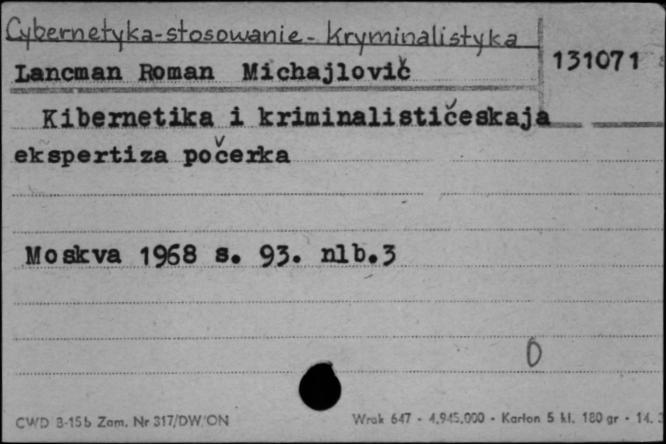 Cybernetyka-stosowanie- Kryminalistyka
131071
Lancman Roman Michajlovič
Kibernetika i kriminalističeskaja
ekspertiza počerka
Moskva 1968 s. 93. nlb.3
0
CWD B-15b Zam. Nr 317/DW/ON
Wrak 647 - 4.945.000 - Karton 5 kl. 180 gr - 14.